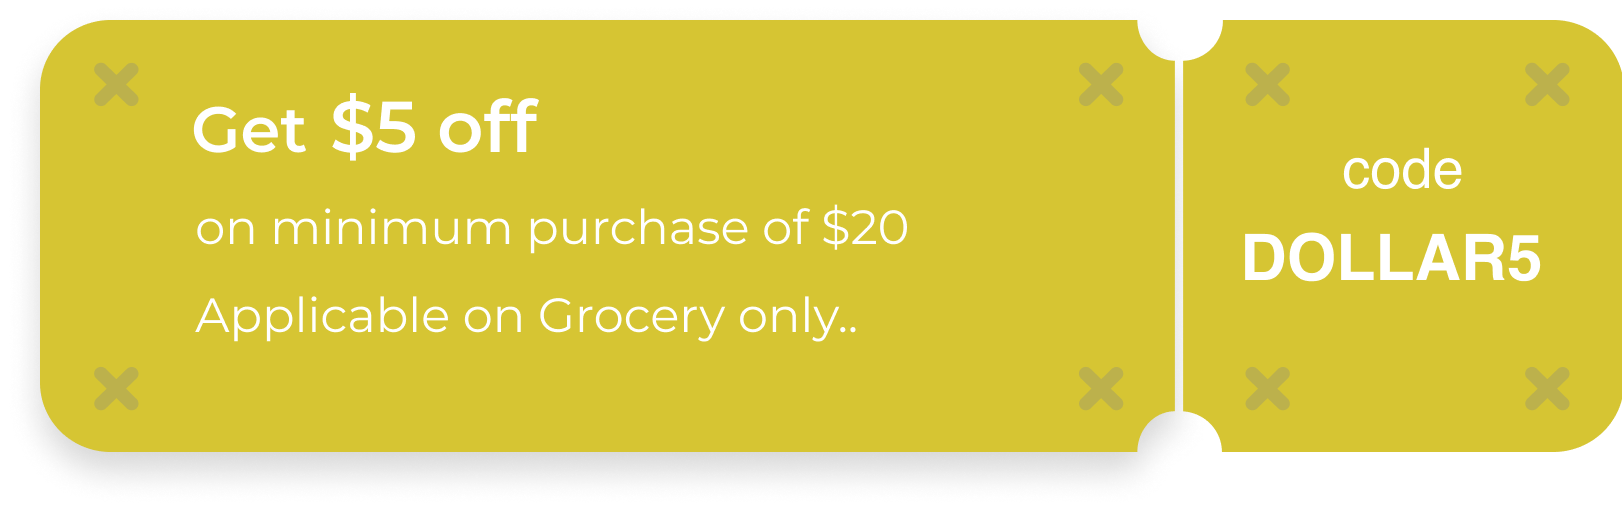 Get $5 off
on minimum purchase of $20
Applicable on Grocery only..
code
DOLLAR5